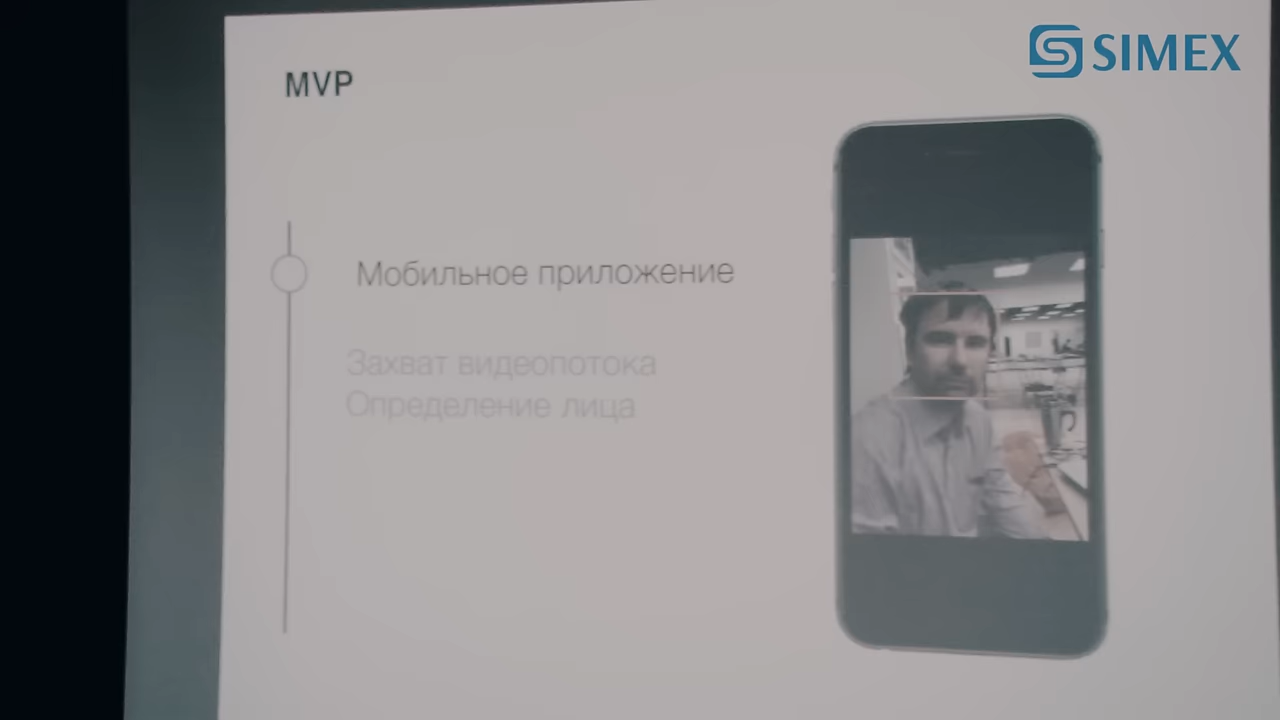 SIMEX
MVP
Мобильное приложение
Захват видеопотока
Определение лица